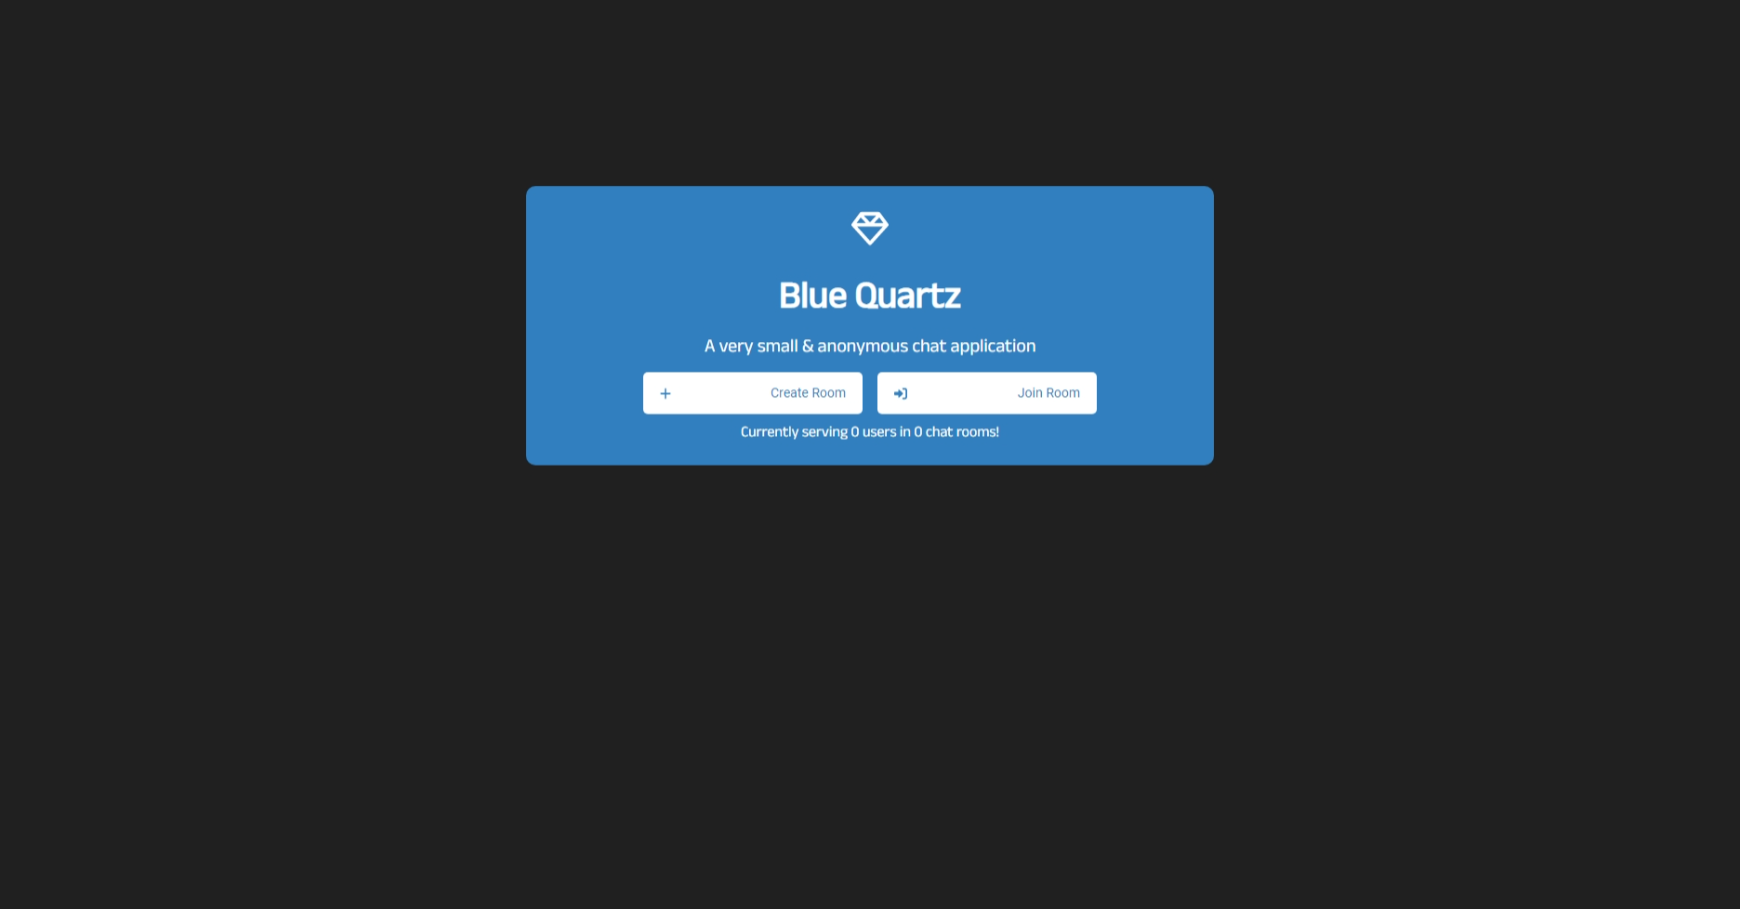 Blue Quartz
A very small & anonymous chat application
Create Room
Join Room
Currently serving 0 users in 0 chat rooms!